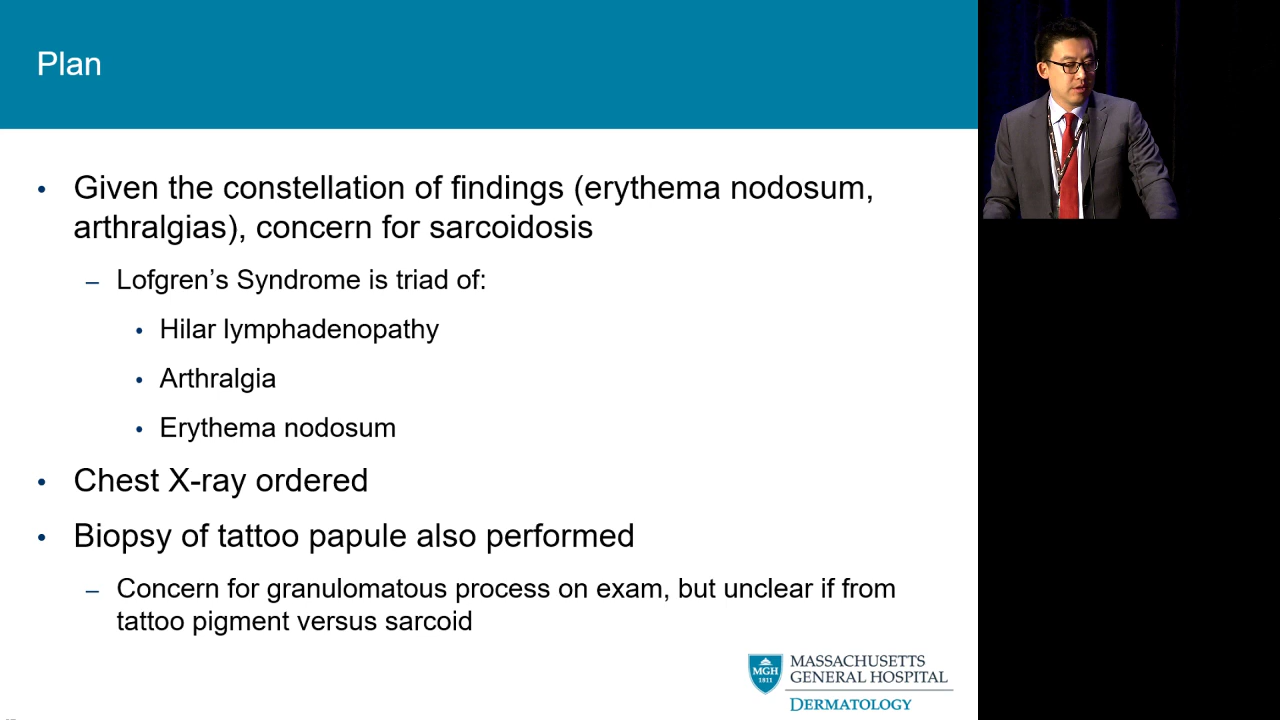 Plan
• Given the constellation of findings (erythema nodosum,
arthralgias), concern for sarcoidosis
– Lofgren’s Syndrome is triad of:
• Hilar lymphadenopathy
• Arthralgia
• Erythema nodosum
• Chest X-ray ordered
• Biopsy of tattoo papule also performed
– Concern for granulomatous process on exam, but unclear if from
tattoo pigment versus sarcoid
MGH
1811
MASSACHUSETTS
GENERAL HOSPITAL
DERMATOLOGY